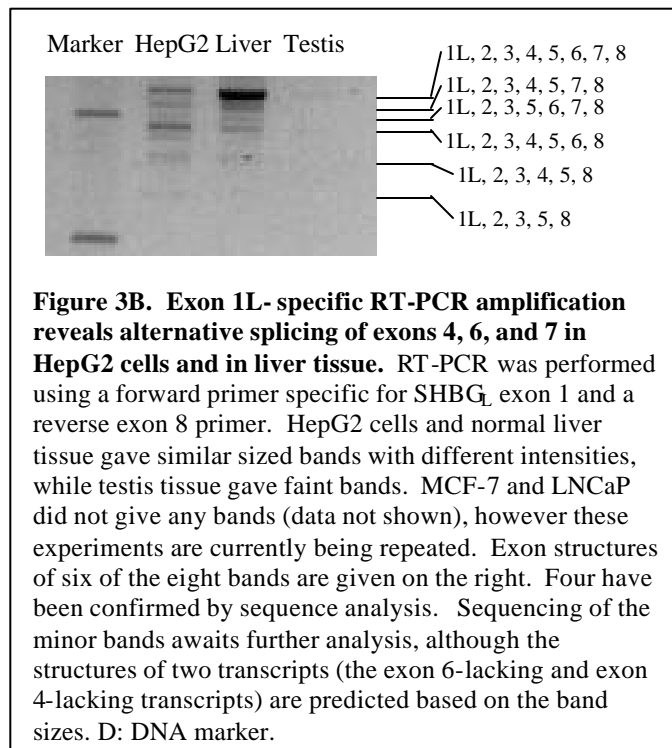 Marker HepG2 Liver Testis
1L, 2, 3, 4, 5, 6, 7, 8
1L, 2, 3, 4, 5, 7, 8
1L, 2, 3, 5, 6, 7, 8
1L, 2, 3, 4, 5, 6, 8
1L, 2, 3, 4, 5, 8
1L, 2, 3, 5, 8
Figure 3B. Exon 1L- specific RT-PCR amplification
reveals alternative splicing of exons 4, 6, and 7 in
HepG2 cells and in liver tissue. RT-PCR was performed
using a forward primer specific for SHBGL exon 1 and a
reverse exon 8 primer. HepG2 cells and normal liver
tissue gave similar sized bands with different intensities,
while testis tissue gave faint bands. MCF-7 and LNCaP
did not give any bands (data not shown), however these
experiments are currently being repeated. Exon structures
of six of the eight bands are given on the right. Four have
been confirmed by sequence analysis. Sequencing of the
minor bands awaits further analysis, although the
structures of two transcripts (the exon 6-lacking and exon
4-lacking transcripts) are predicted based on the band
sizes. D: DNA marker.